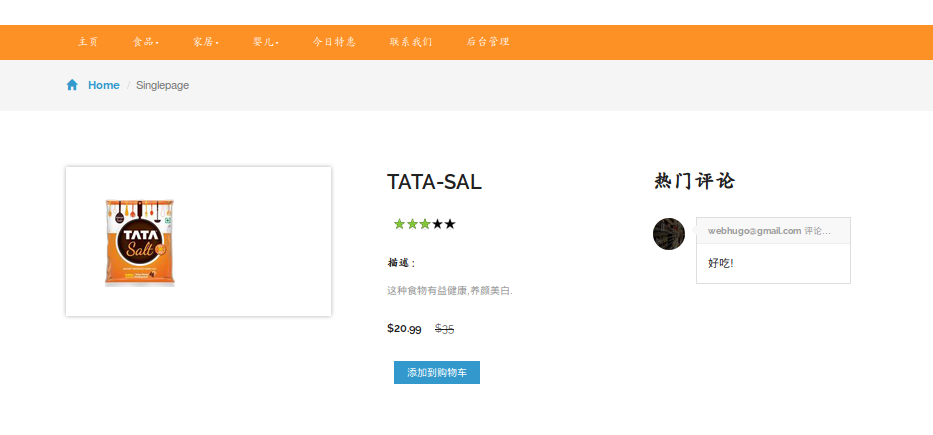 主页 食品 家居 婴儿 今日特惠 联系我们 后台管理
Home / Singlepage
TATA-SAL
热门评论
TATA
Salt
webhugo@gmail.com 评论...
描述：
好吃!
这种食物有益健康,养颜美白.
$20.99 $35
添加到购物车